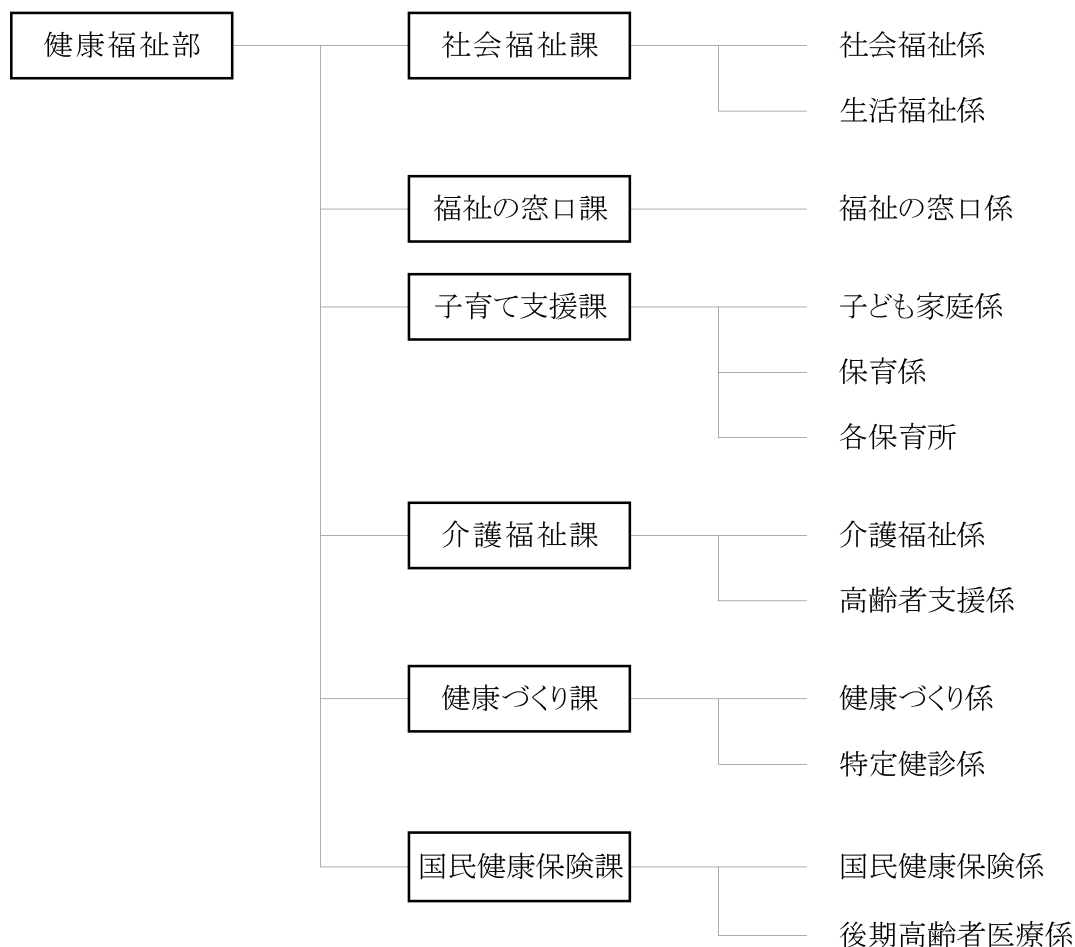 健康福祉部
社会福祉課
社会福祉係
生活福祉係
福祉の窓口課
福祉の窓口係
子育て支援課
子ども家庭係
保育係
各保育所
介護福祉課
介護福祉係
高齢者支援係
健康づくり課
健康づくり係
特定健診係
国民健康保険課
国民健康保険係
後期高齢者医療係